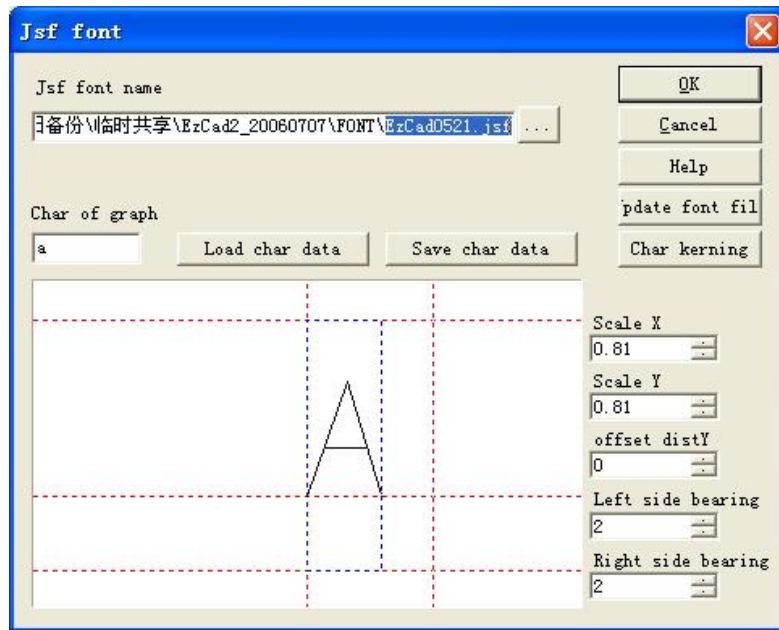 Jsf font
Jsf font name
OK
日备份\临时共享\EzCad2_20060707\FONT\EzCad0521.jsf
...
Cancel
Help
Char of graph
pdate font fil
a
Load char data
Save char data
Char kerning
Scale X
0.81
Scale Y
0.81
offset distY
0
Left side bearing
2
Right side bearing
2